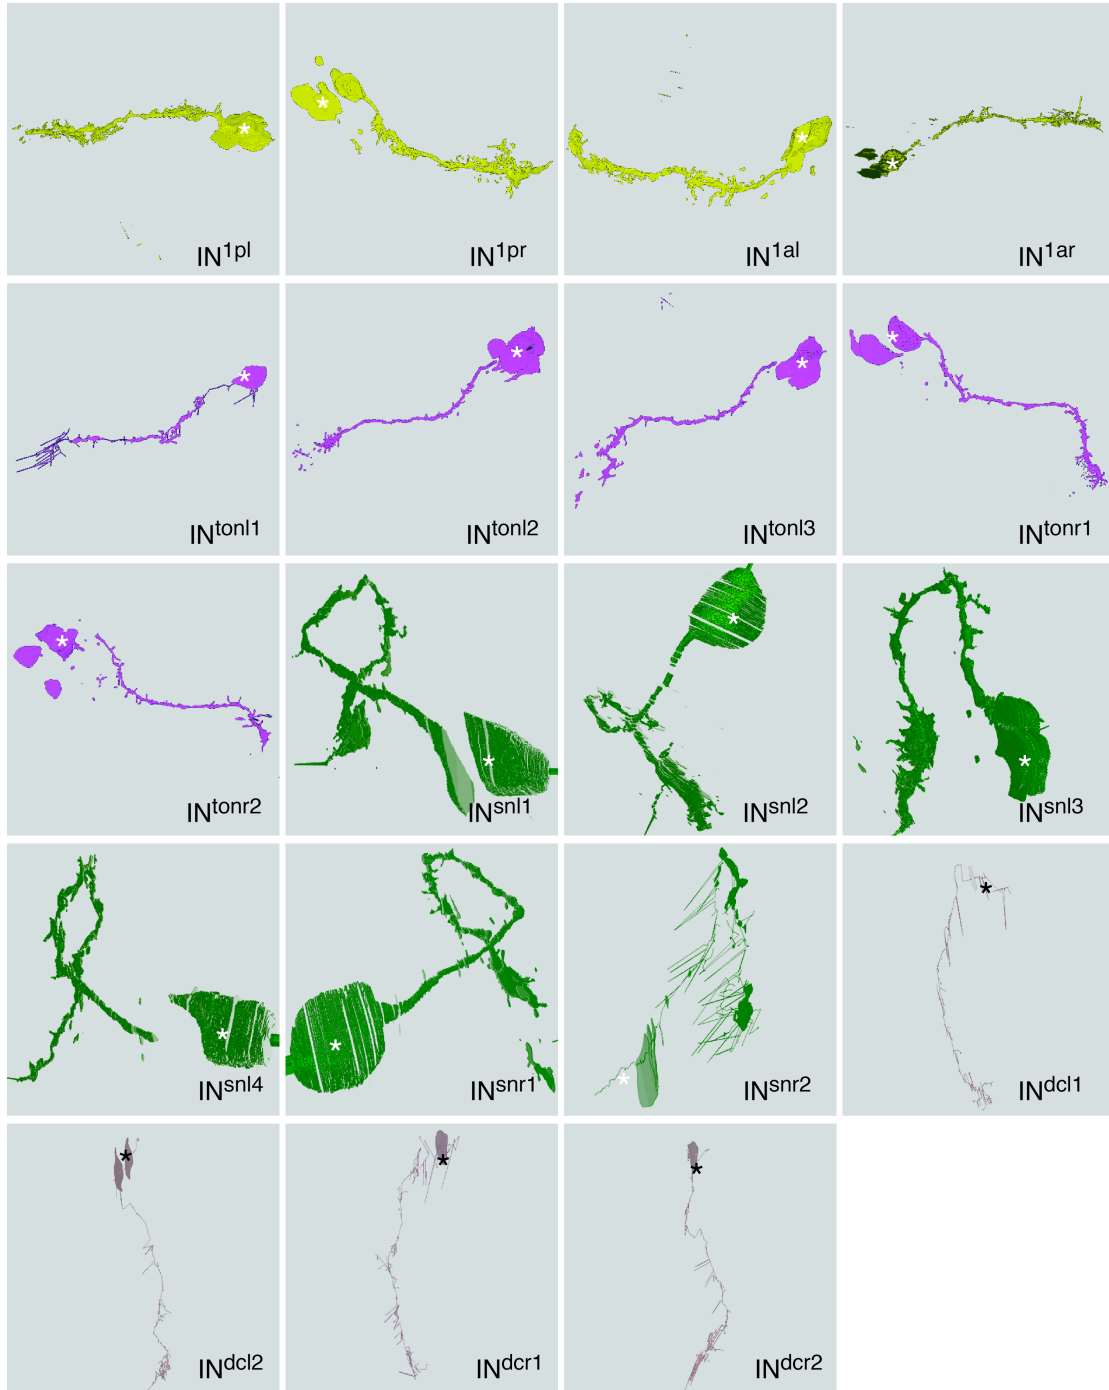 IN1pl
IN1pr
IN1al
IN1ar
INtonl1
INtonl2
INtonl3
INtonr1
INtonr2
INsnl1
INsnl2
INsnl3
INsnl4
INsnr1
INsnr2
INdcl1
INdcl2
INdcr1
INdcr2